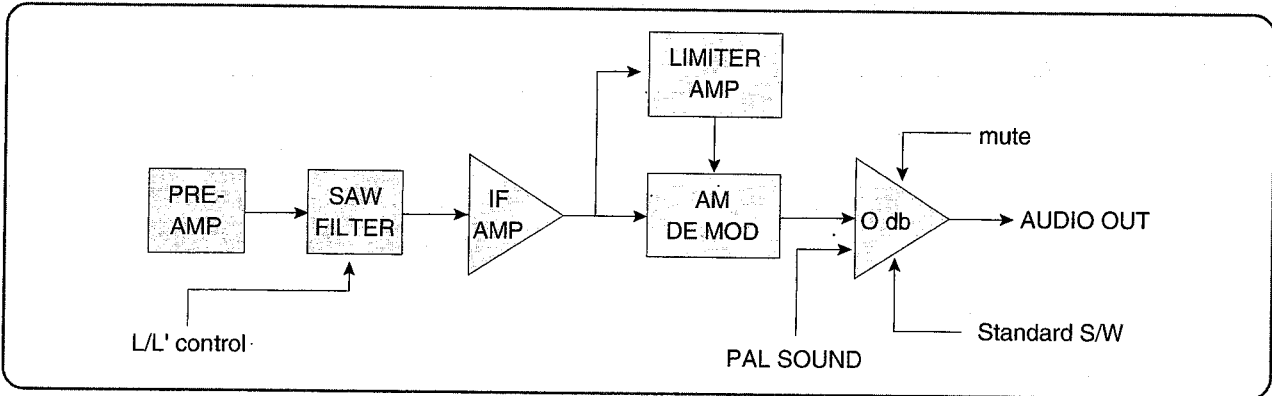 LIMITER
AMP
mute
PRE-
AMP
SAW
FILTER
IF
AMP
AM
DE MOD
O db
AUDIO OUT
L/L' control
PAL SOUND
Standard S/W